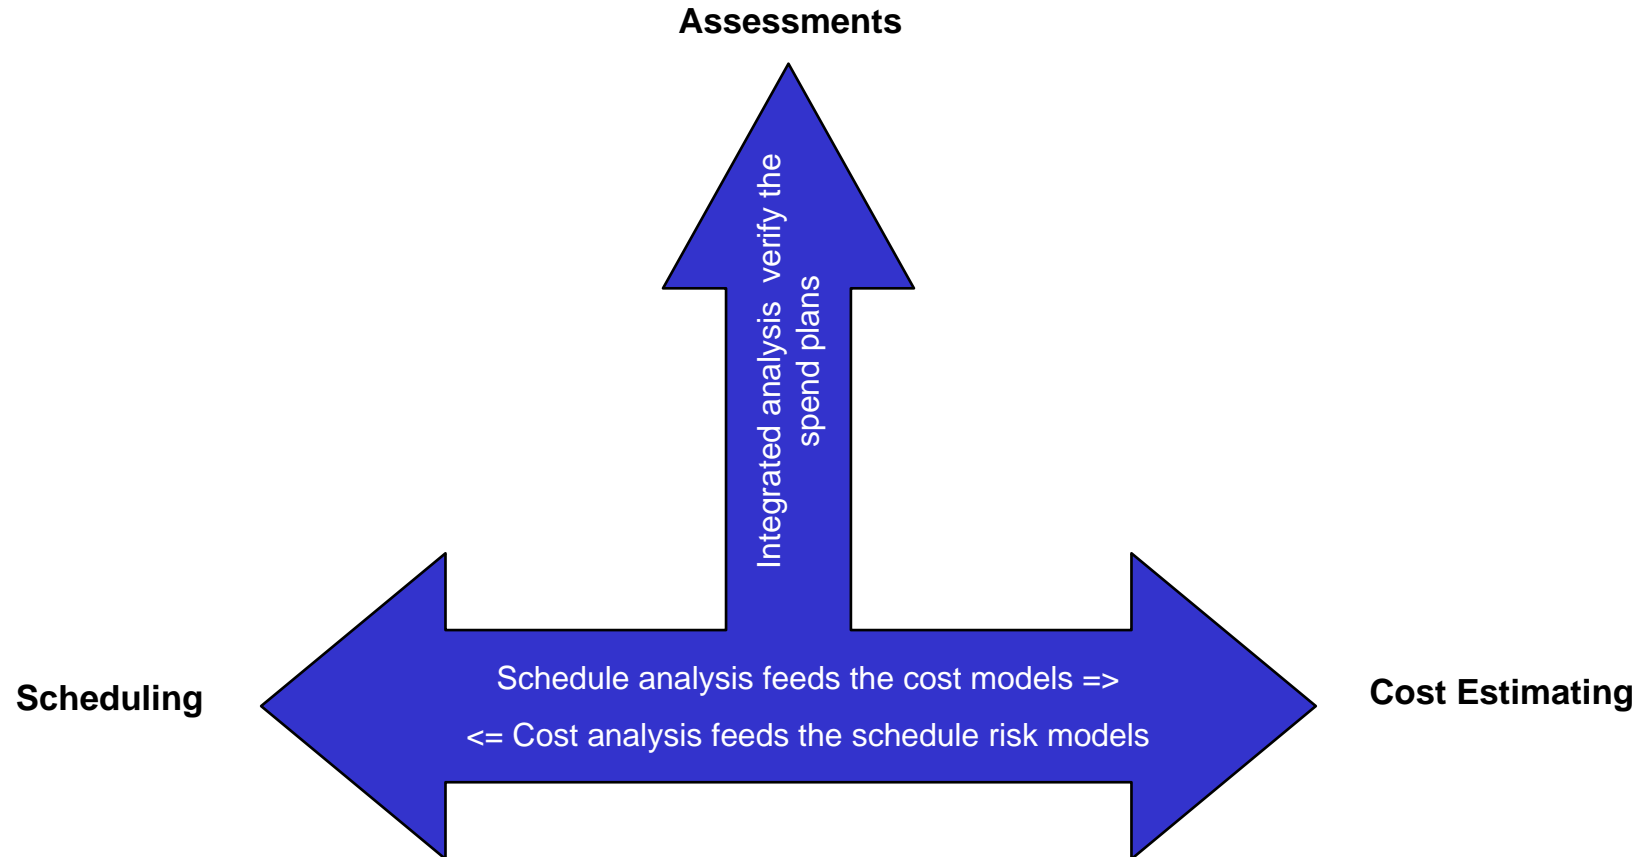 Assessments
Integrated analysis  verify the
spend plans
Scheduling
Schedule analysis feeds the cost models =>
<= Cost analysis feeds the schedule risk models
Cost Estimating